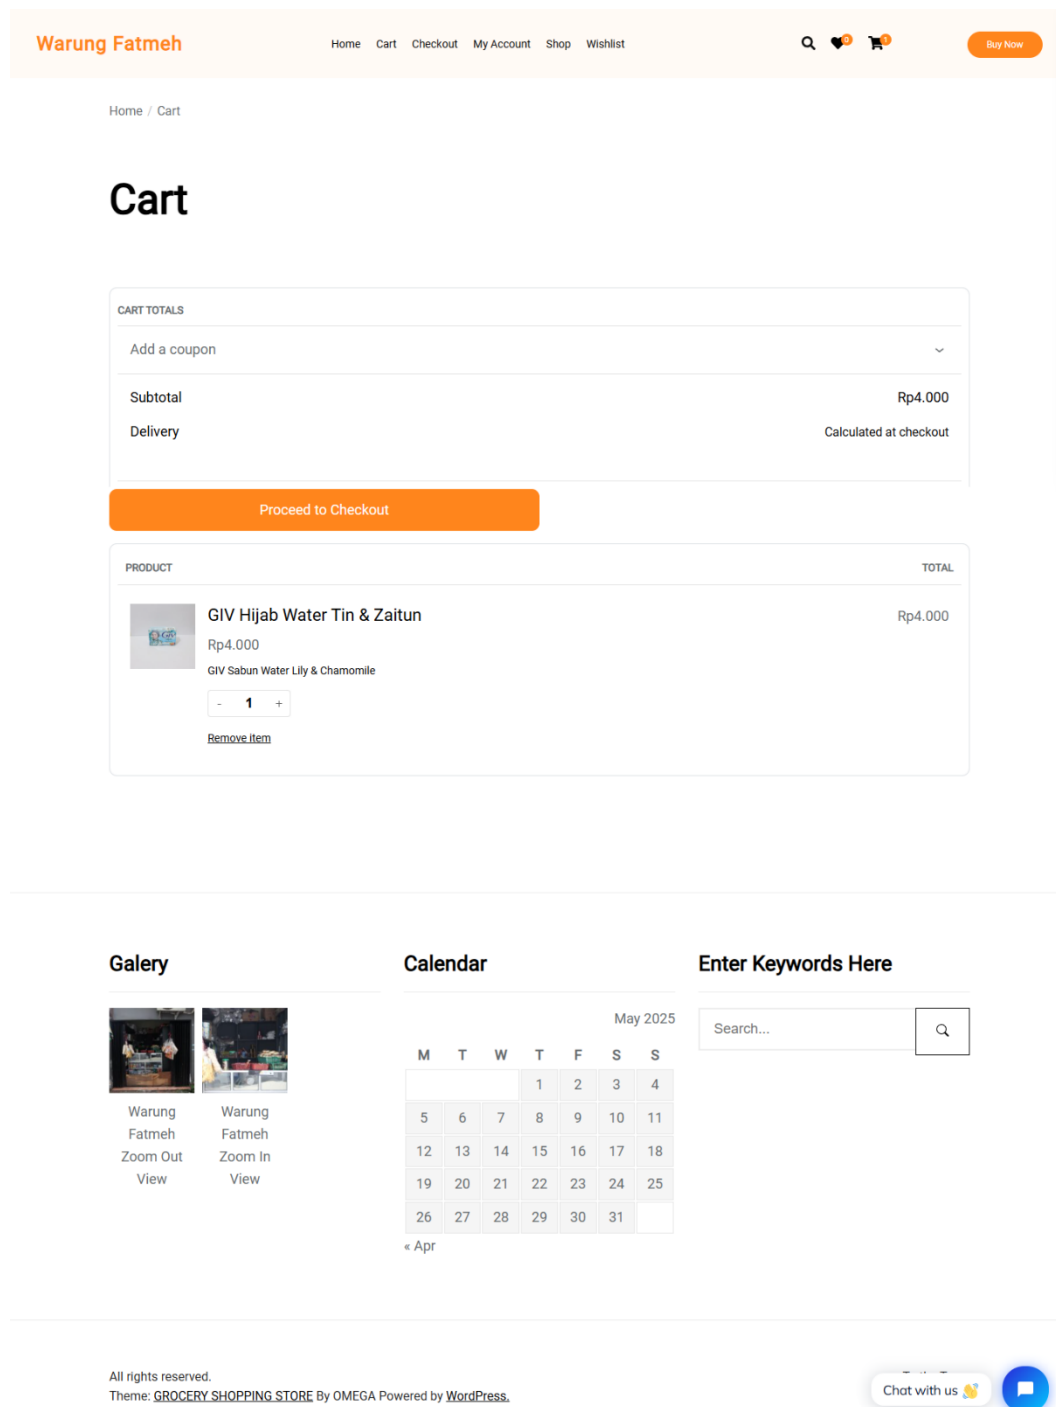 Warung Fatmeh
Home Cart Checkout My Account Shop Wishlist
0 1
Buy Now
Home / Cart
Cart
CART TOTALS
Add a coupon
Subtotal Rp4.000
Delivery Calculated at checkout
Proceed to Checkout
PRODUCT TOTAL
GIV Hijab Water Tin & Zaitun Rp4.000
Rp4.000
GIV Sabun Water Lily & Chamomile
- 1 +
Remove item
Galery
Warung Fatmeh Zoom Out View
Warung Fatmeh Zoom In View
Calendar
May 2025
M T W T F S S
1 2 3 4
5 6 7 8 9 10 11
12 13 14 15 16 17 18
19 20 21 22 23 24 25
26 27 28 29 30 31
« Apr
Enter Keywords Here
Search...
All rights reserved.
Theme: GROCERY SHOPPING STORE By OMEGA Powered by WordPress.
Chat with us 👋